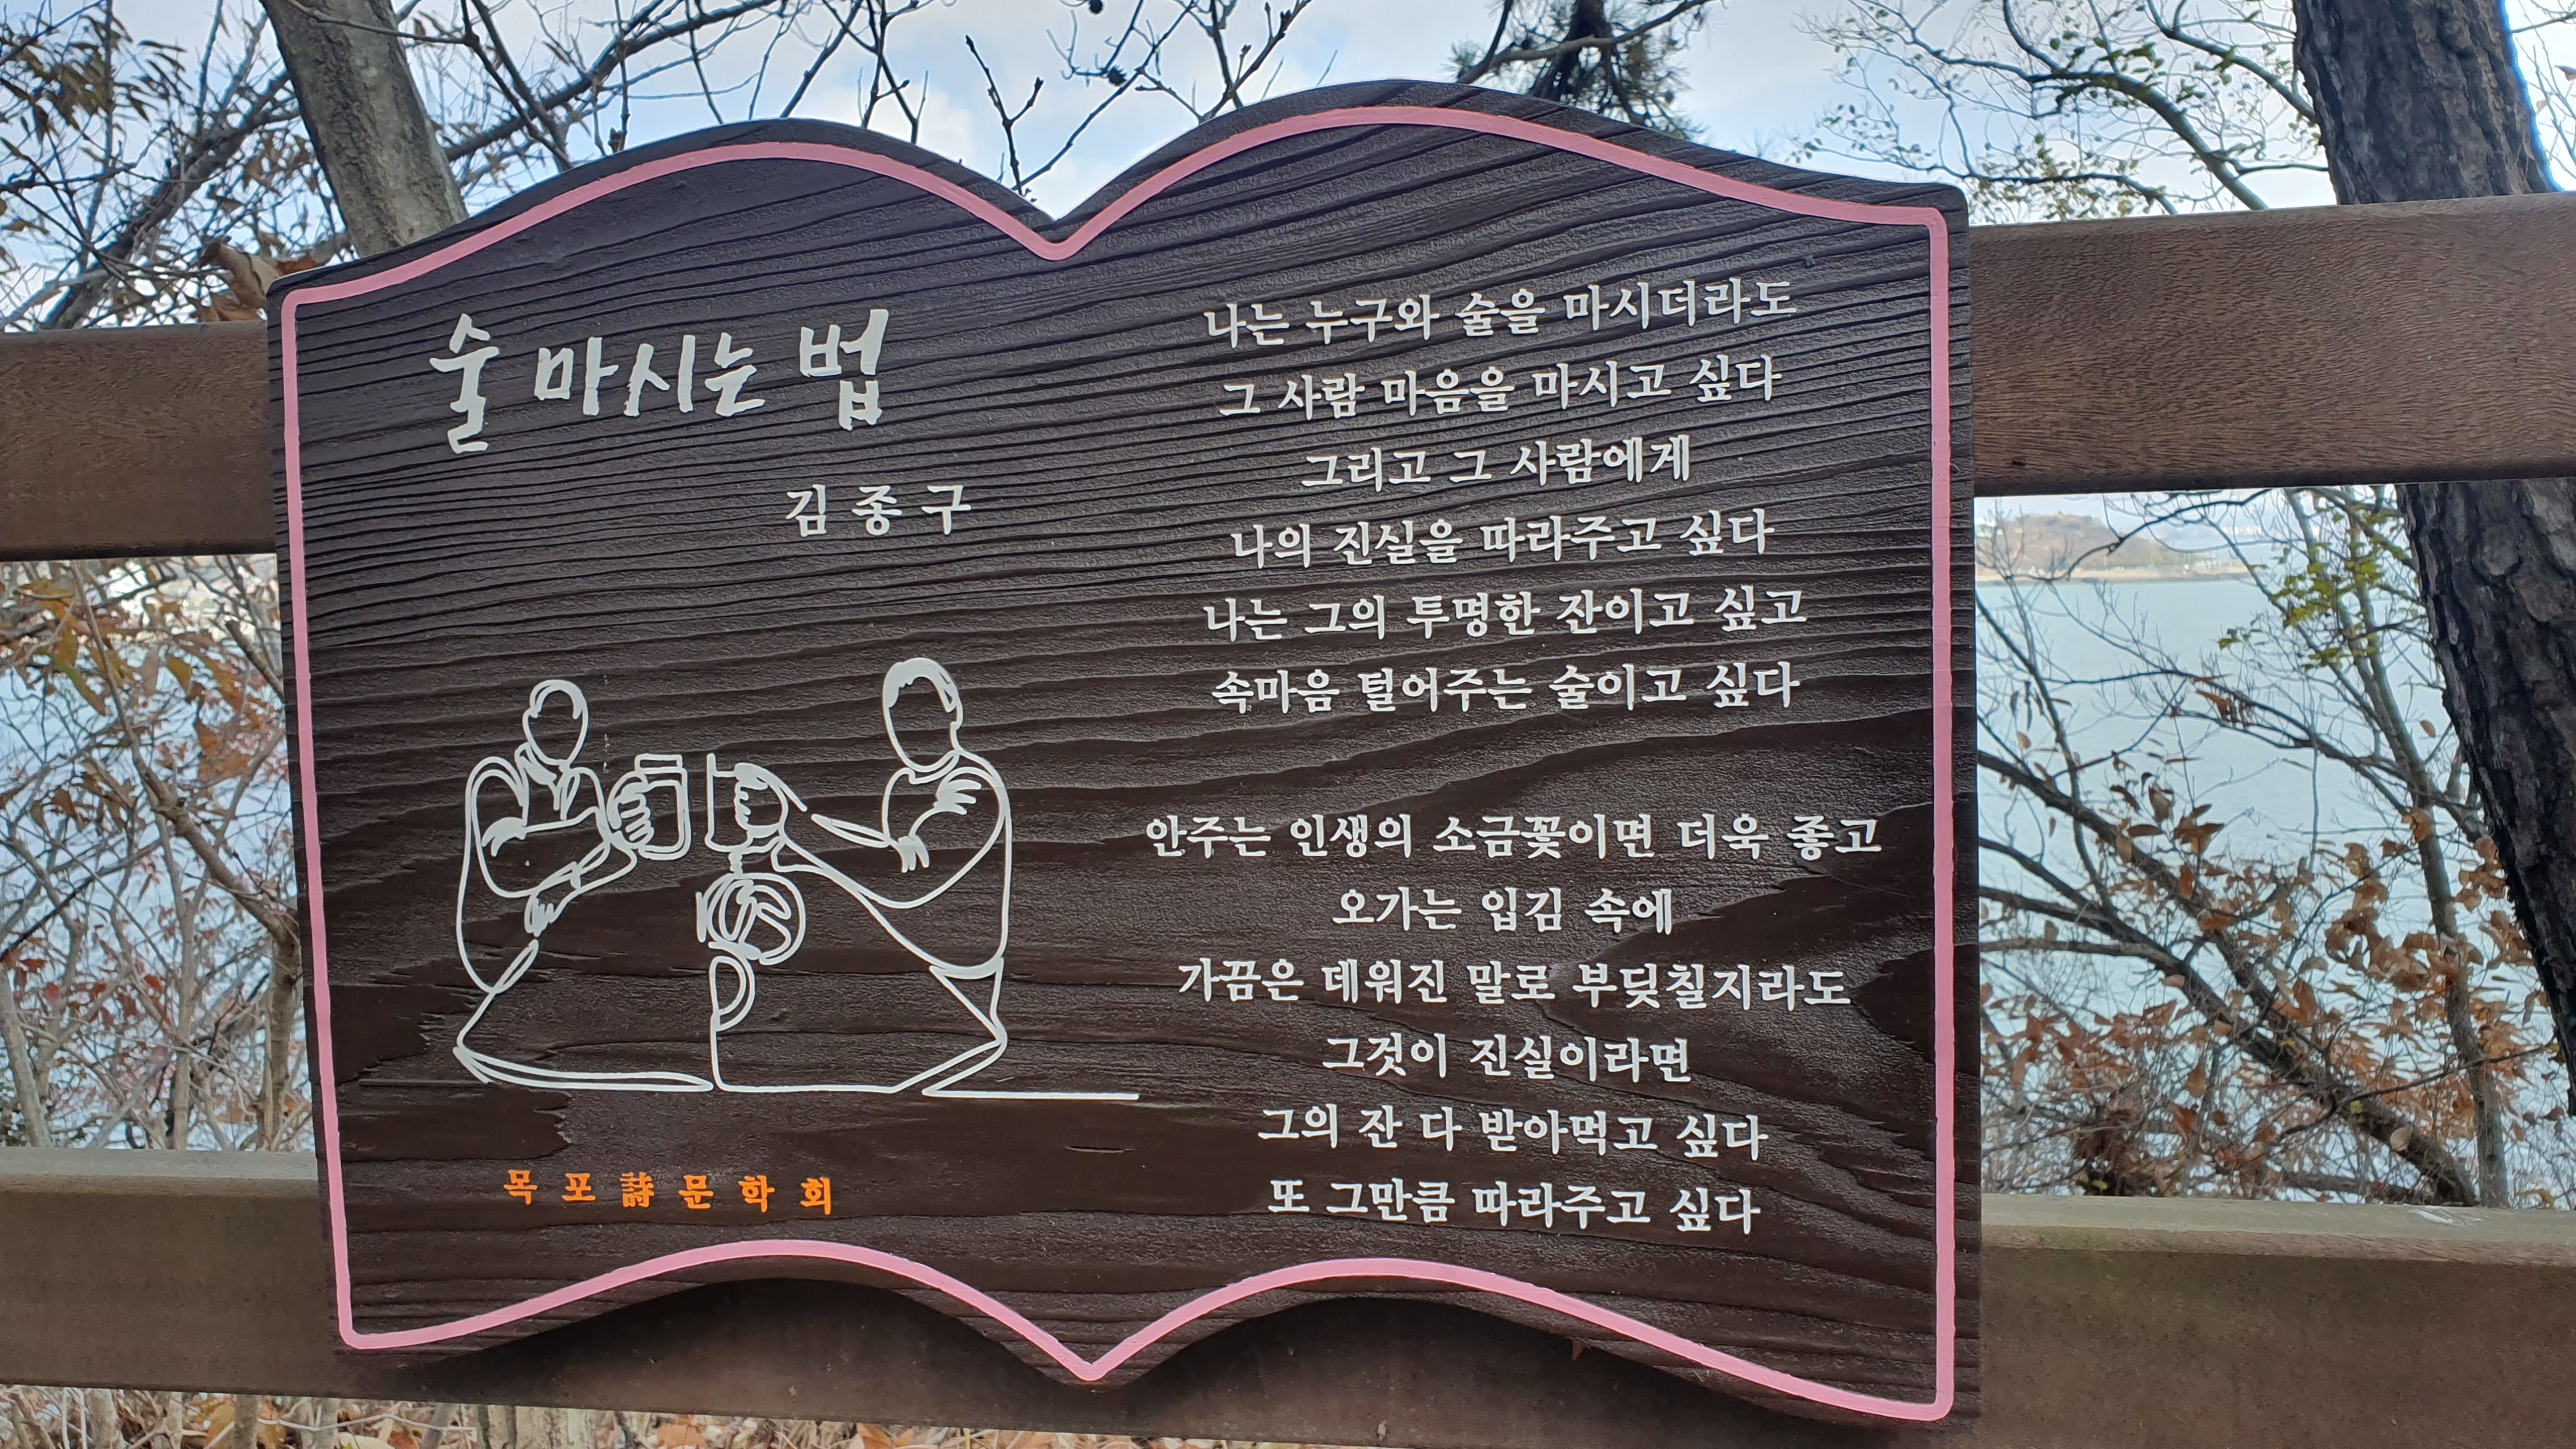 술 마시는 법
김종구
나는 누구와 술을 마시더라도
그 사람 마음을 마시고 싶다
그리고 그 사람에게
나의 진실을 따라주고 싶다
나는 그의 투명한 잔이고 싶고
속마음 털어주는 술이고 싶다
안주는 인생의 소금꽃이면 더욱 좋고
오가는 입김 속에
가끔은 데워진 말로 부딪칠지라도
그것이 진실이라면
그의 잔 다 받아먹고 싶다
또 그만큼 따라주고 싶다
목포詩문학회